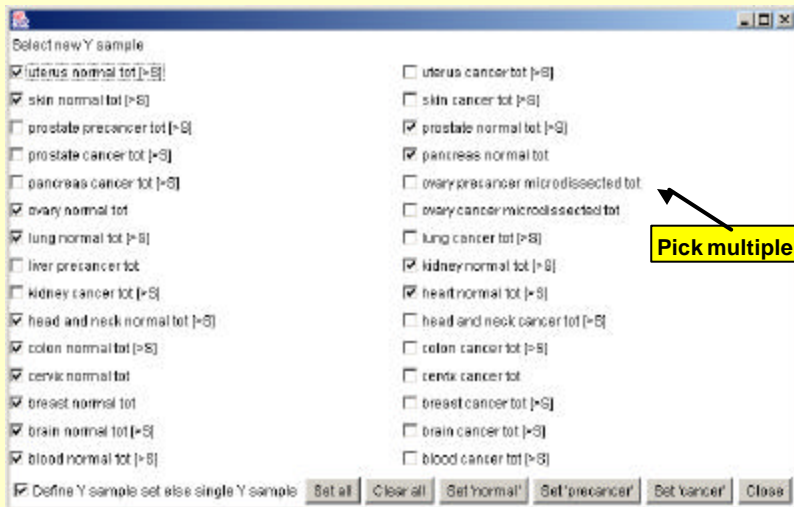 Select new Y sample
uterus normal tot [>S] uterus cancer tot [>S]
skin normal tot [>S] skin cancer tot [>S]
prostate precancer tot [>S] prostate normal tot [>S]
prostate cancer tot [>S] pancreas normal tot
pancreas cancer tot [>S] ovary precancer microdissected tot
ovary normal tot ovary cancer microdissected tot
lung normal tot [>S] lung cancer tot [>S]
liver precancer tot kidney normal tot [>S]
kidney cancer tot [>S] heart normal tot [>S]
head and neck normal tot [>S] head and neck cancer tot [>S]
colon normal tot [>S] colon cancer tot [>S]
cervix normal tot cervix cancer tot
breast normal tot breast cancer tot [>S]
brain normal tot [>S] brain cancer tot [>S]
blood normal tot [>S] blood cancer tot [>S]
Define Y sample set else single Y sample Set all Clear all Set 'normal' Set 'precancer' Set 'cancer' Close
Pick multiple